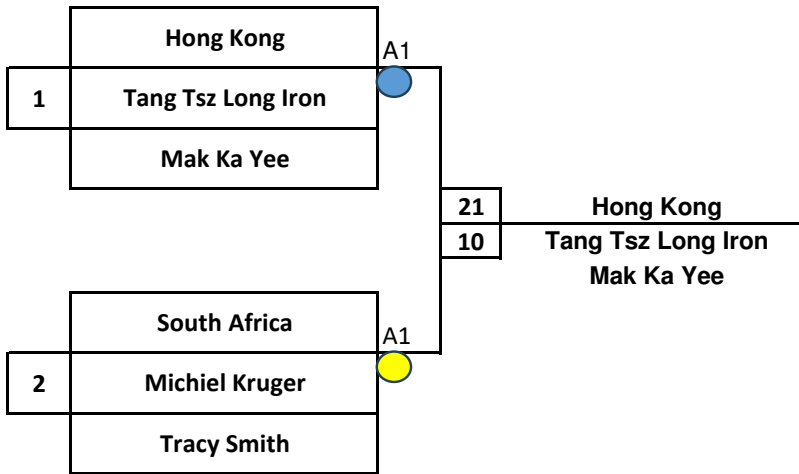 Hong Kong
A1
1 Tang Tsz Long Iron
Mak Ka Yee
21 Hong Kong
10 Tang Tsz Long Iron
Mak Ka Yee
South Africa
A1
2 Michiel Kruger
Tracy Smith